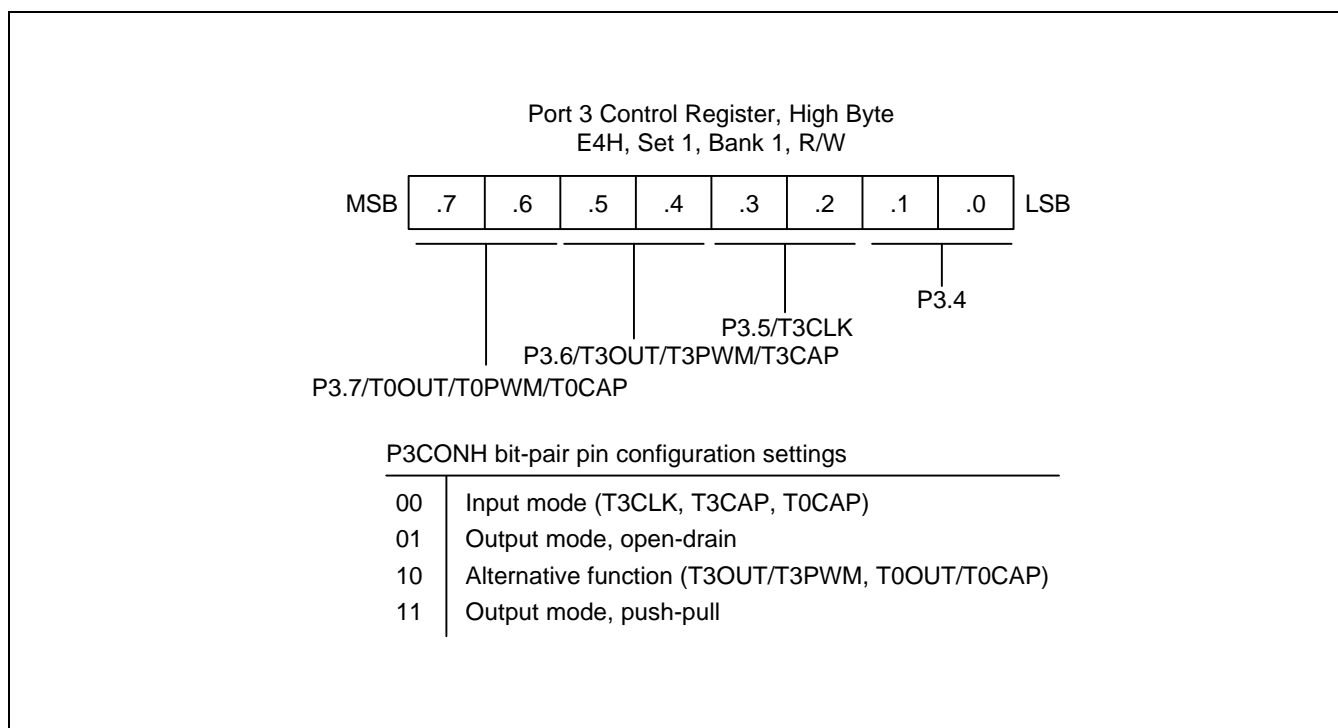 Port 3 Control Register, High Byte
E4H, Set 1, Bank 1, R/W
MSB .7 .6 .5 .4 .3 .2 .1 .0 LSB
P3.4
P3.5/T3CLK
P3.6/T3OUT/T3PWM/T3CAP
P3.7/T0OUT/T0PWM/T0CAP
P3CONH bit-pair pin configuration settings
00 Input mode (T3CLK, T3CAP, T0CAP)
01 Output mode, open-drain
10 Alternative function (T3OUT/T3PWM, T0OUT/T0CAP)
11 Output mode, push-pull